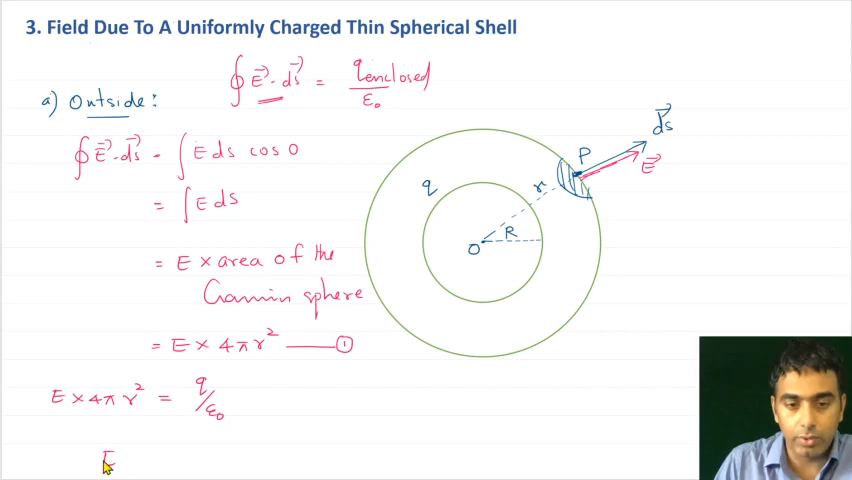 3. Field Due To A Uniformly Charged Thin Spherical Shell
∮ E⃗ · ds⃗ = q enclosed / ε₀
a) Outside :
∮ E⃗ · ds⃗ = ∫ E ds cos 0
= ∫ E ds
= E × area of the
Gaussian sphere
= E × 4πr² —— ①
E × 4πr² = q/ε₀
E
q
O
R
r
P
ds⃗
E⃗